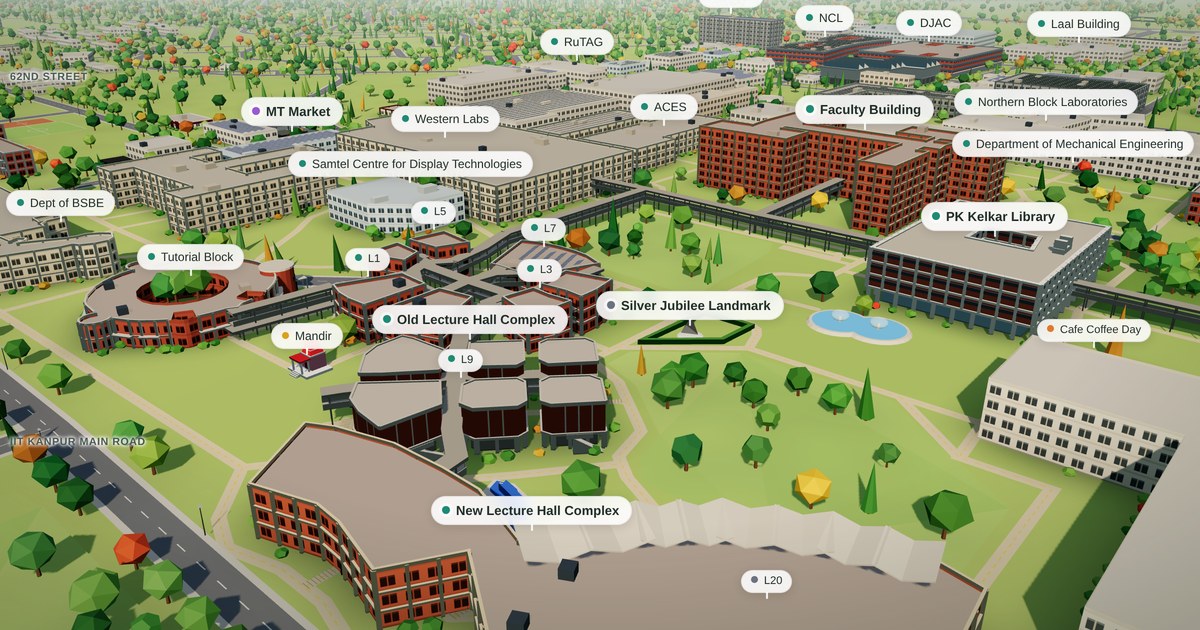 NCL
DJAC
Laal Building
RuTAG
62ND STREET
MT Market
Western Labs
ACES
Faculty Building
Northern Block Laboratories
Department of Mechanical Engineering
Samtel Centre for Display Technologies
Dept of BSBE
L5
PK Kelkar Library
L7
Tutorial Block
L1
L3
Silver Jubilee Landmark
Old Lecture Hall Complex
Mandir
Cafe Coffee Day
L9
IIT KANPUR MAIN ROAD
New Lecture Hall Complex
L20